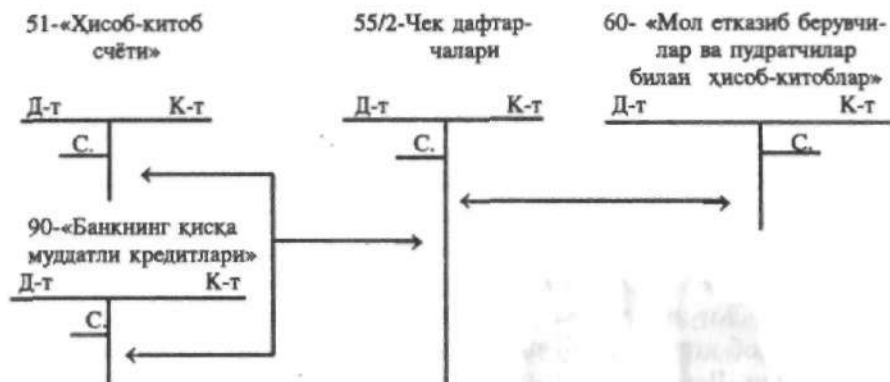 51-«Ҳисоб-китоб
счёти»
Д-т К-т
С.
90-«Банкнинг қисқа
муддатли кредитлари»
Д-т К-т
С.
55/2-Чек дафтар-
чалари
Д-т К-т
С.
60- «Мол етказиб берувчи-
лар ва пудратчилар
билан ҳисоб-китоблар»
Д-т К-т
С.